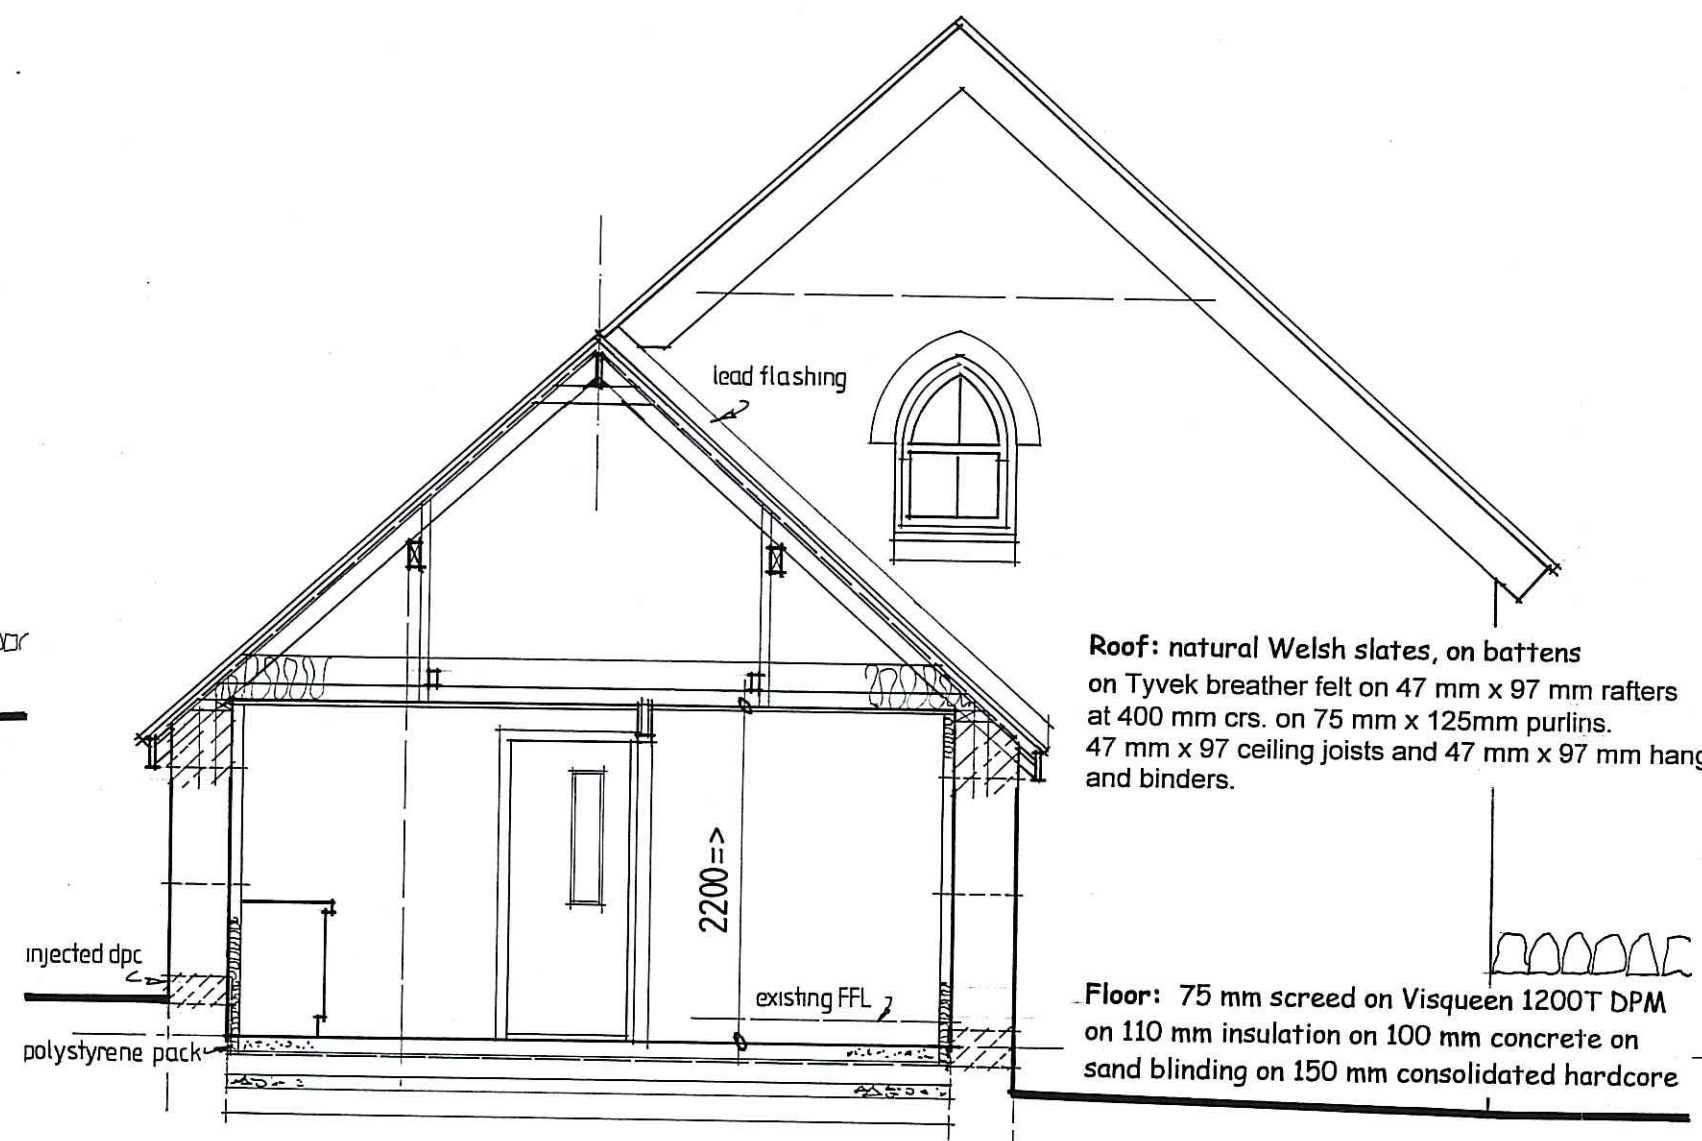 lead flashing
Roof: natural Welsh slates, on battens
on Tyvek breather felt on 47 mm x 97 mm rafters
at 400 mm crs. on 75 mm x 125mm purlins.
47 mm x 97 ceiling joists and 47 mm x 97 mm hang
and binders.
2200=>
injected dpc
existing FFL
polystyrene pack
Floor: 75 mm screed on Visqueen 1200T DPM
on 110 mm insulation on 100 mm concrete on
sand blinding on 150 mm consolidated hardcore